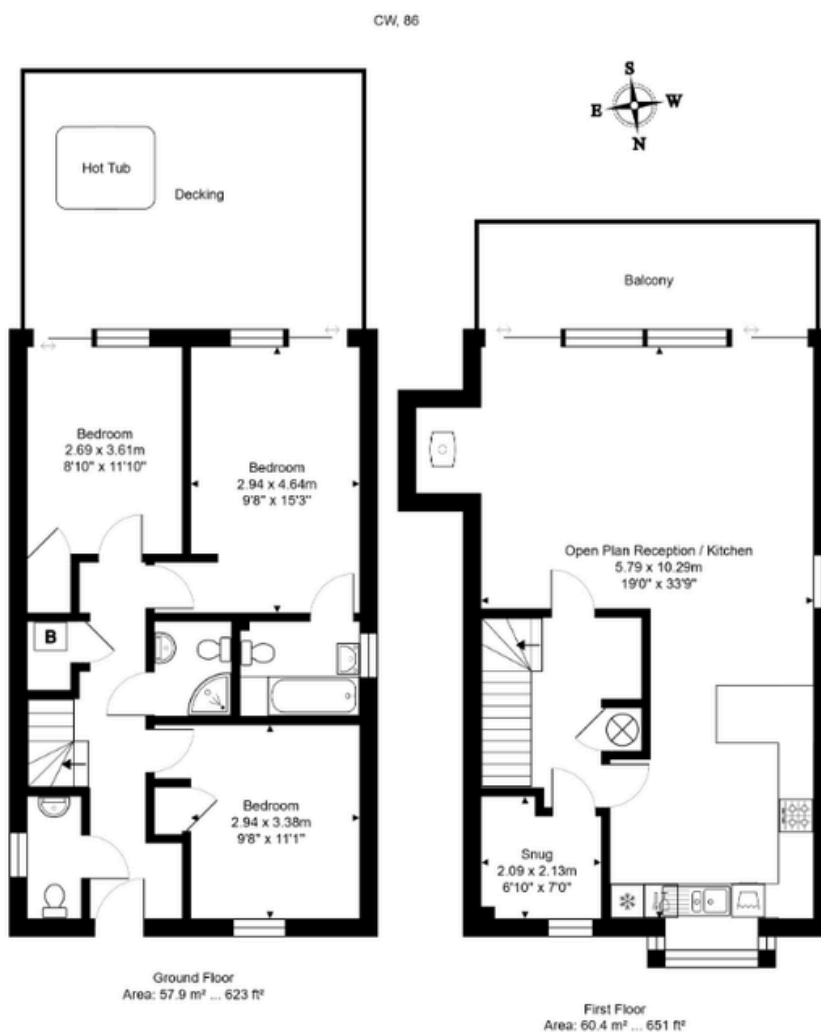 CW, 86
S
E
W
N
Hot Tub
Decking
Balcony
Bedroom
2.69 x 3.61m
8'10" x 11'10"
Bedroom
2.94 x 4.64m
9'8" x 15'3"
Open Plan Reception / Kitchen
5.79 x 10.29m
19'0" x 33'9"
B
Bedroom
2.94 x 3.38m
9'8" x 11'1"
Snug
2.09 x 2.13m
6'10" x 7'0"
Ground Floor
Area: 57.9 m² ... 623 ft²
First Floor
Area: 60.4 m² ... 651 ft²